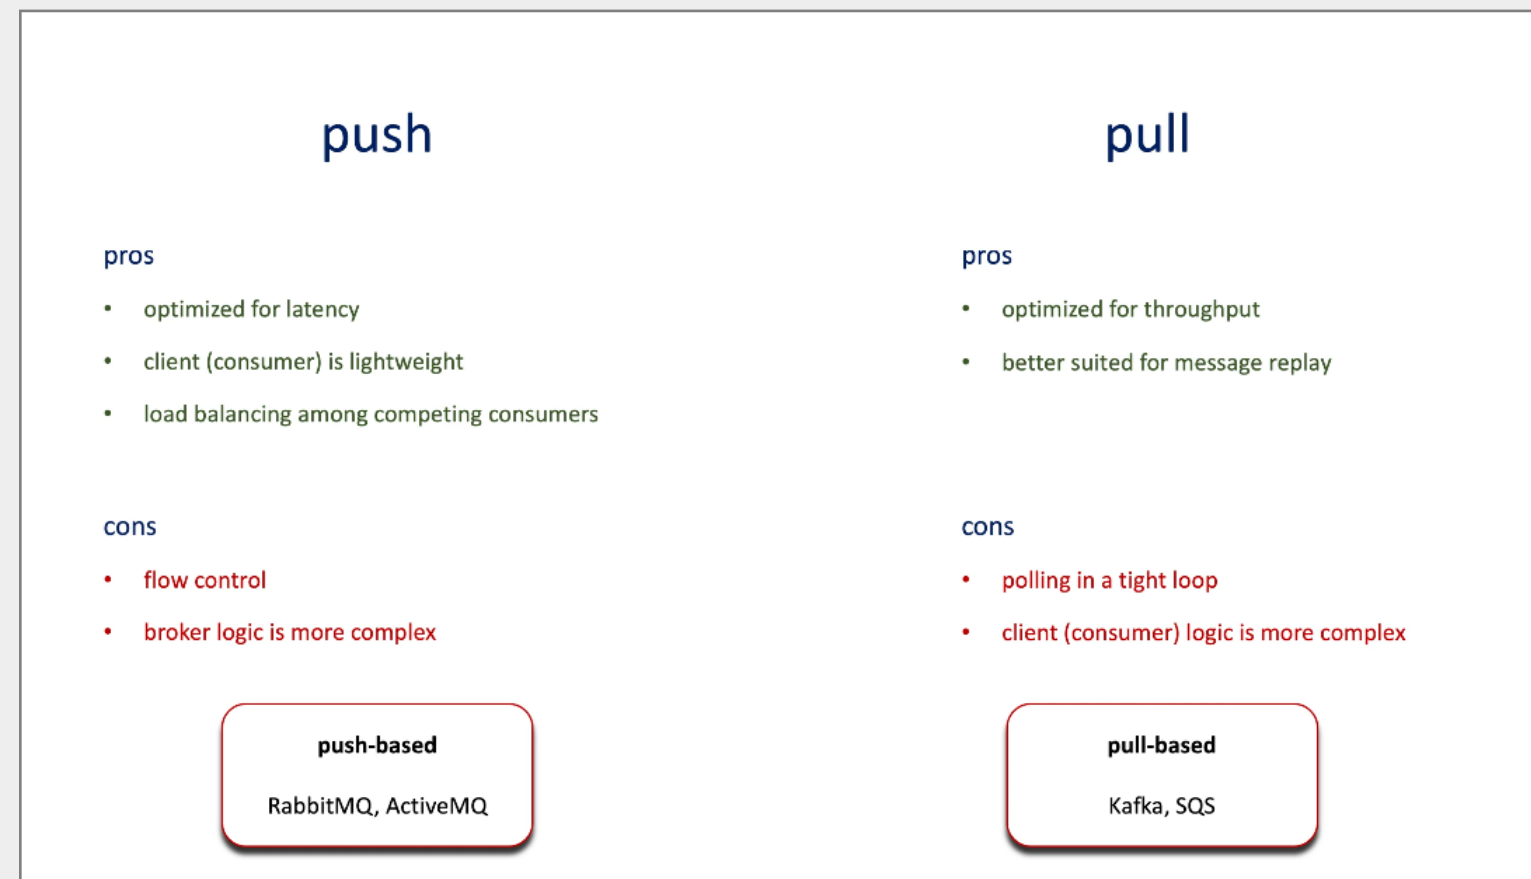 push
pros
• optimized for latency
• client (consumer) is lightweight
• load balancing among competing consumers
cons
• flow control
• broker logic is more complex
push-based
RabbitMQ, ActiveMQ
pull
pros
• optimized for throughput
• better suited for message replay
cons
• polling in a tight loop
• client (consumer) logic is more complex
pull-based
Kafka, SQS